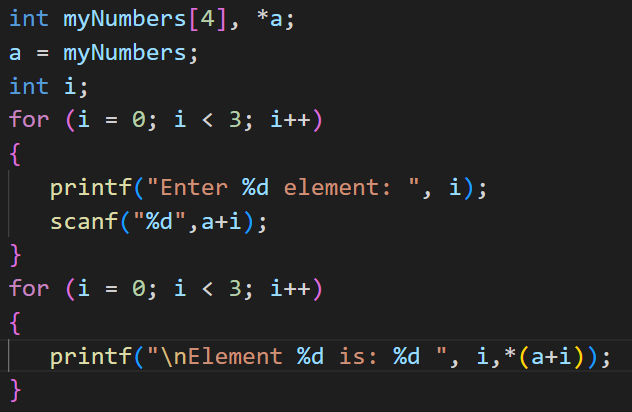 int myNumbers[4], *a;
a = myNumbers;
int i;
for (i = 0; i < 3; i++)
{
   printf("Enter %d element: ", i);
   scanf("%d",a+i);
}
for (i = 0; i < 3; i++)
{
   printf("\nElement %d is: %d ", i,*(a+i));
}